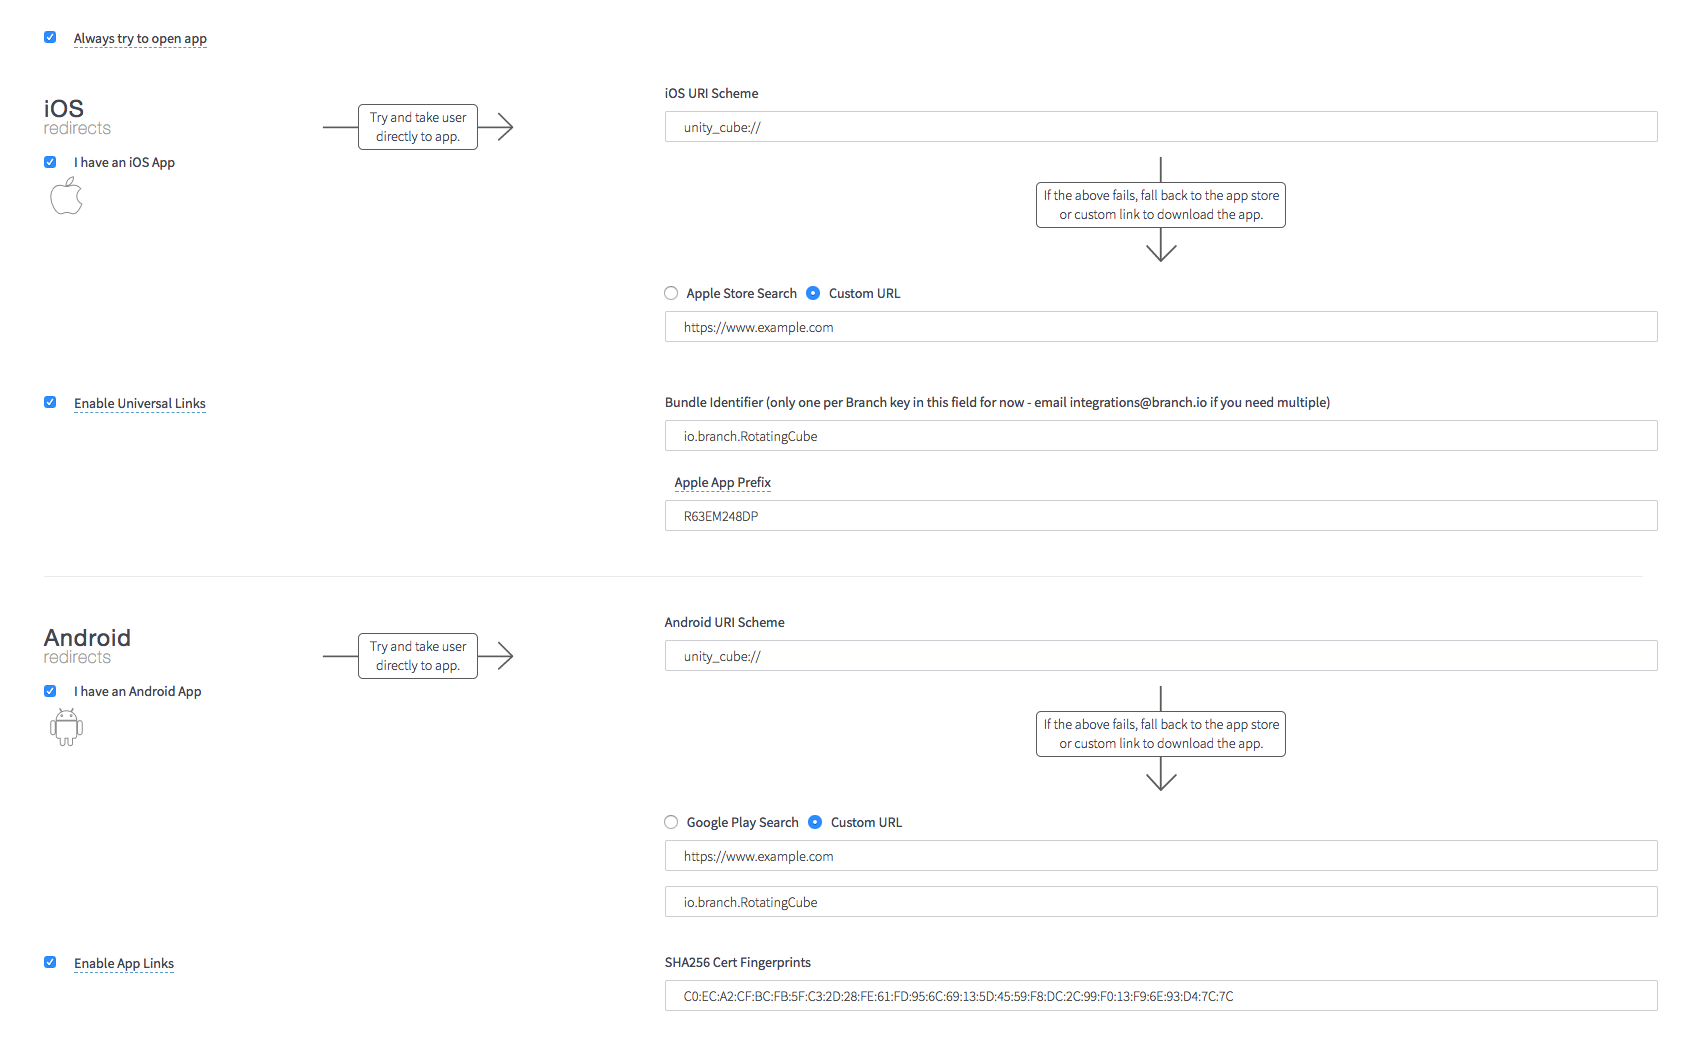 Always try to open app
iOS
redirects
I have an iOS App
Try and take user
directly to app.
iOS URI Scheme
unity_cube://
If the above fails, fall back to the app store
or custom link to download the app.
Apple Store Search
Custom URL
https://www.example.com
Enable Universal Links
Bundle Identifier (only one per Branch key in this field for now - email integrations@branch.io if you need multiple)
io.branch.RotatingCube
Apple App Prefix
R63EM248DP
Android
redirects
I have an Android App
Try and take user
directly to app.
Android URI Scheme
unity_cube://
If the above fails, fall back to the app store
or custom link to download the app.
Google Play Search
Custom URL
https://www.example.com
io.branch.RotatingCube
Enable App Links
SHA256 Cert Fingerprints
C0:EC:A2:CF:BC:FB:5F:C3:2D:28:FE:61:FD:95:6C:69:13:5D:45:59:F8:DC:2C:99:F0:13:F9:6E:93:D4:7C:7C